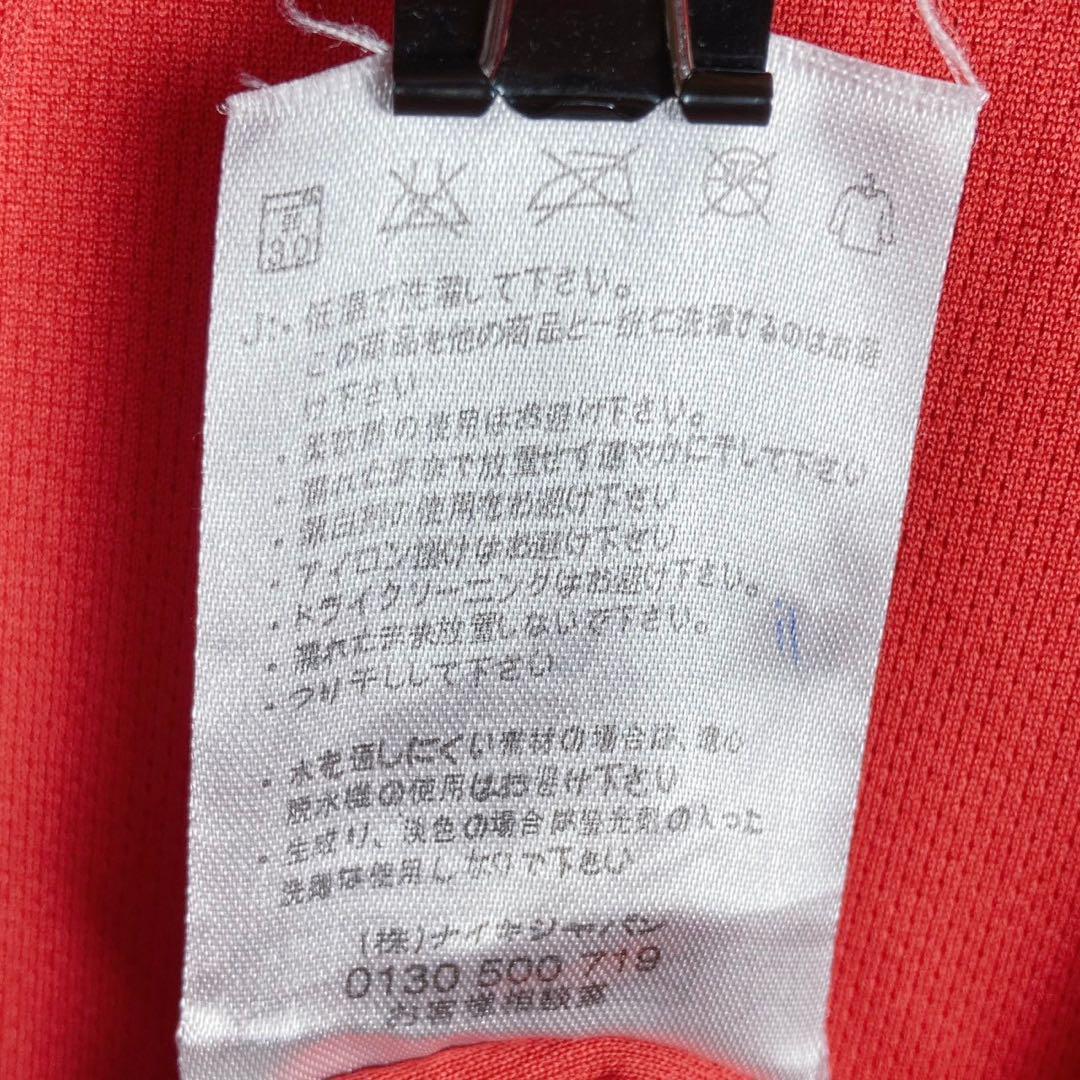 弱
30
J: ・低温で洗濯して下さい。
この商品を他の商品と一緒に洗濯するのはお避
け下さい
・柔軟剤の使用はお避け下さい。
・濡れたままで放置せず速やかに干して下さい
・漂白剤の使用をお避け下さい
・アイロン掛けはお避け下さい
・ドライクリーニングはお避け下さい。
・濡れたまま放置しないで下さい。
・つり干しして下さい
・水を通しにくい素材の場合は、遠心
脱水機の使用はお避け下さい
・生成り、淡色の場合は蛍光剤の入った
洗剤は使用しないで下さい
(株)ナイキジャパン
0130 500 719
お客様相談室